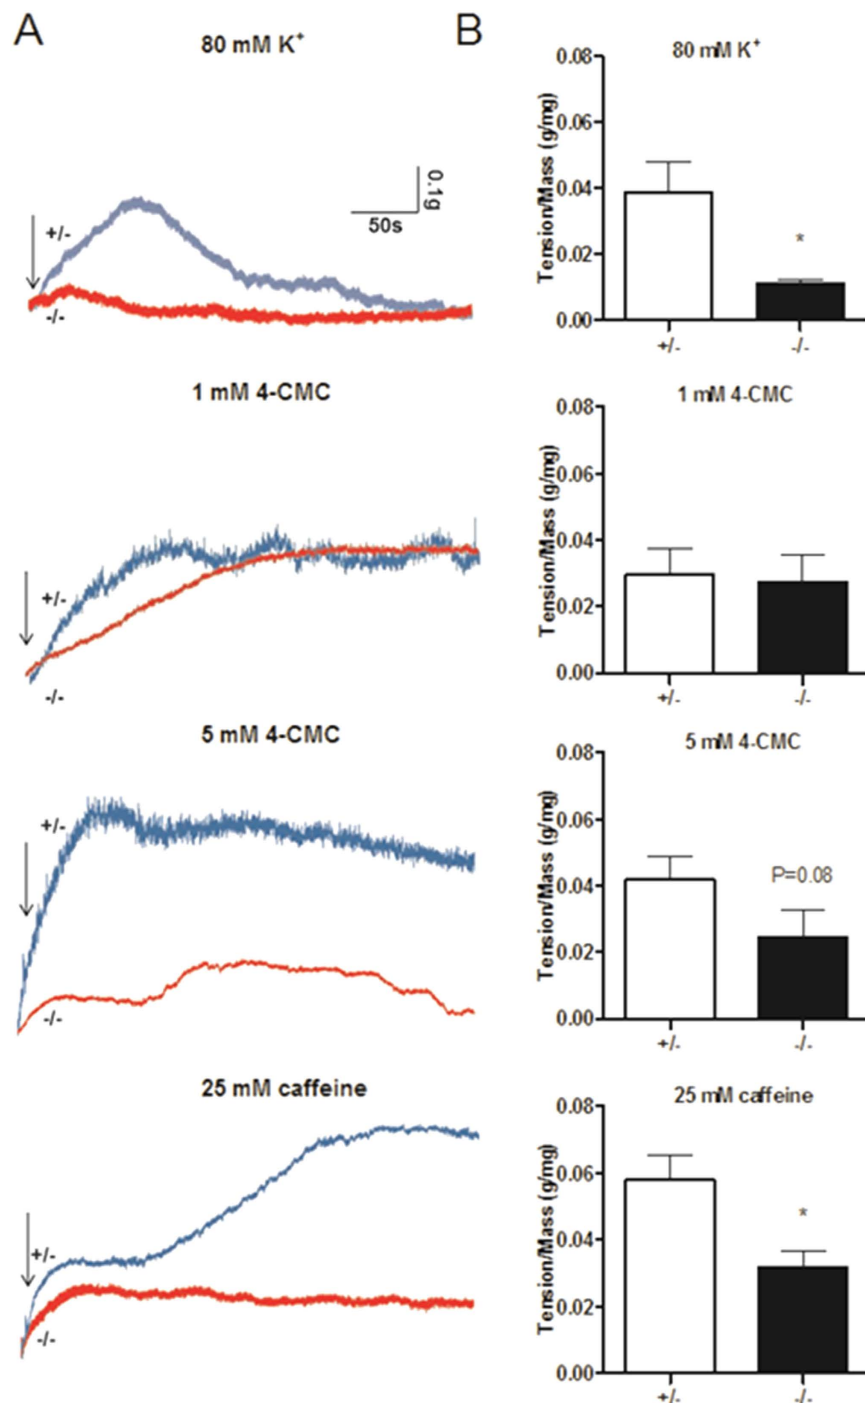 A
80 mM K⁺
+/-
-/-
50s
0.1g
1 mM 4-CMC
+/-
-/-
5 mM 4-CMC
+/-
-/-
25 mM caffeine
+/-
-/-
B
80 mM K⁺
Tension/Mass (g/mg)
0.08
0.06
0.04
0.02
0.00
*
+/-
-/-
1 mM 4-CMC
Tension/Mass (g/mg)
0.08
0.06
0.04
0.02
0.00
+/-
-/-
5 mM 4-CMC
Tension/Mass (g/mg)
0.08
0.06
0.04
0.02
0.00
P=0.08
+/-
-/-
25 mM caffeine
Tension/Mass (g/mg)
0.08
0.06
0.04
0.02
0.00
*
+/-
-/-